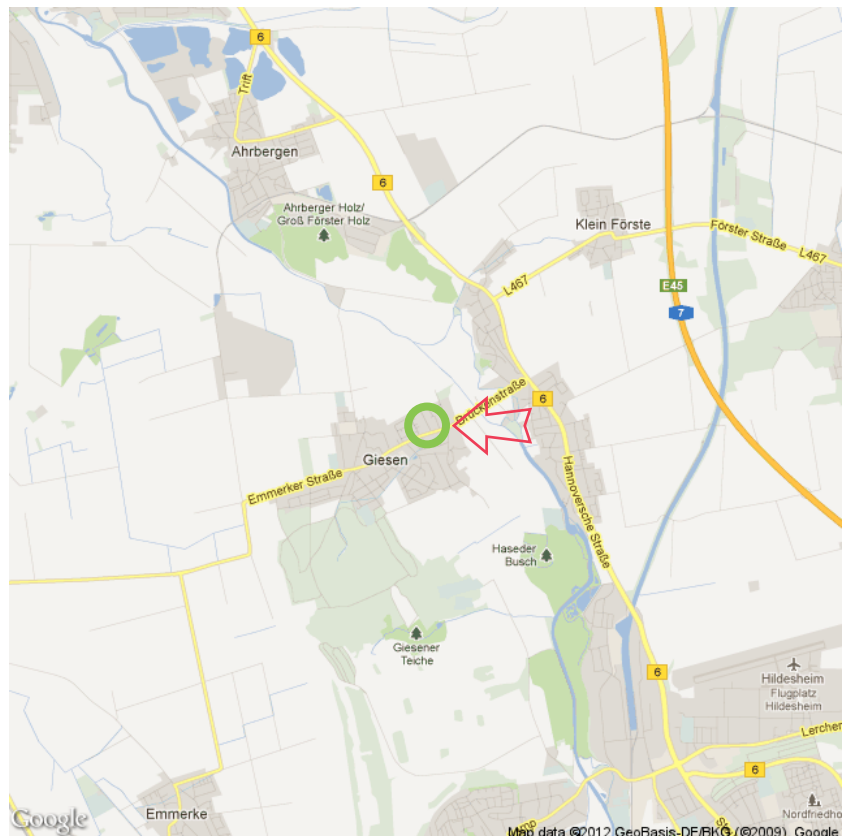 6
Trift
Ahrbergen
6
Ahrberger Holz/
Groß Förster Holz
Klein Förste
Förster Straße
L467
L467
E45
7
6
Brückenstraße
Giesen
Emmerker Straße
Hannoversche Straße
Haseder
Busch
Giesener
Teiche
6
Hildesheim
Flugplatz
Hildesheim
Lerchen
6
Emmerke
Nordfriedho
Google
Map data ©2012 GeoBasis-DE/BKG (©2009), Google